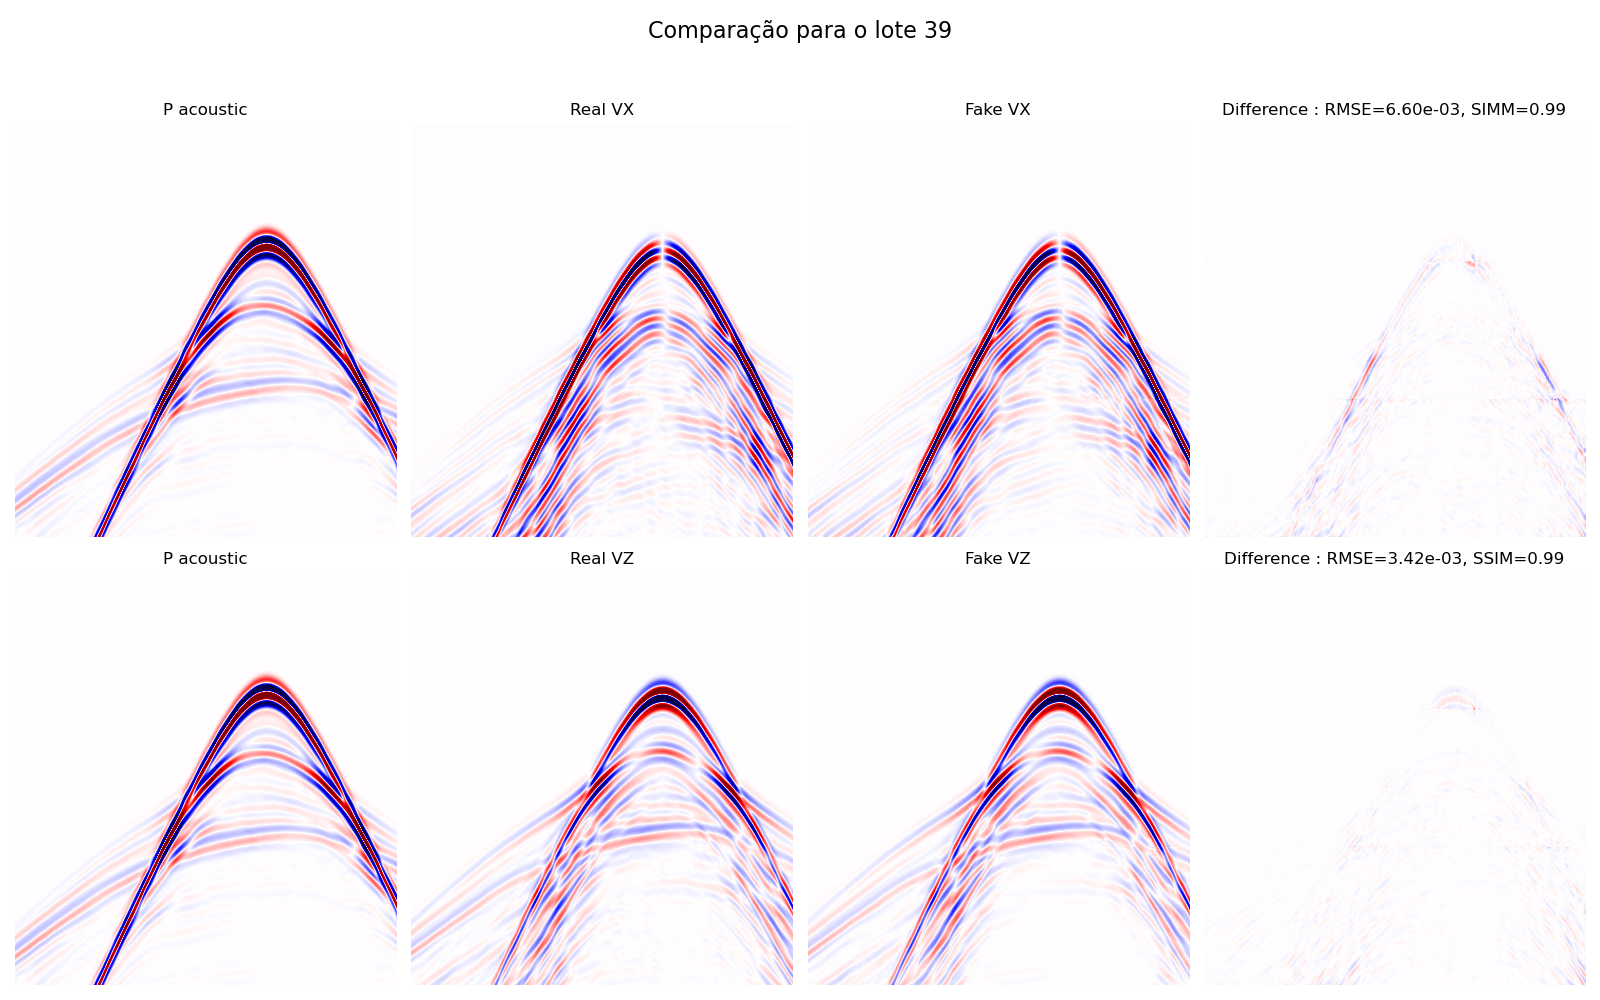 Comparação para o lote 39
P acoustic
Real VX
Fake VX
Difference : RMSE=6.60e-03, SIMM=0.99
P acoustic
Real VZ
Fake VZ
Difference : RMSE=3.42e-03, SSIM=0.99